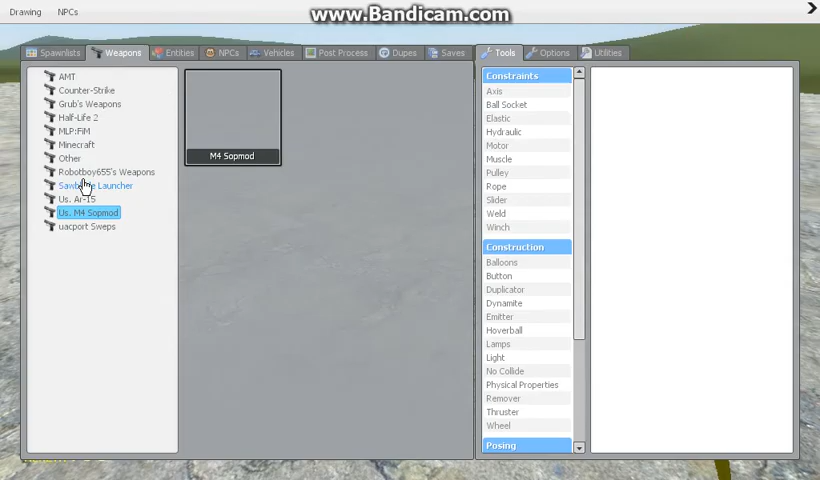 Drawing NPCs
www.Bandicam.com
Spawnlists Weapons Entities NPCs Vehicles Post Process Dupes Saves Tools Options Utilities
AMT
Counter-Strike
Grub's Weapons
Half-Life 2
MLP:FiM
Minecraft
Other
Robotboy655's Weapons
Launcher
Us. Ar-15
Us. M4 Sopmod
uacport Sweps
M4 Sopmod
Constraints
Axis
Ball Socket
Elastic
Hydraulic
Motor
Muscle
Pulley
Rope
Slider
Weld
Winch
Construction
Balloons
Button
Duplicator
Dynamite
Emitter
Hoverball
Lamps
Light
No Collide
Physical Properties
Remover
Thruster
Wheel
Posing